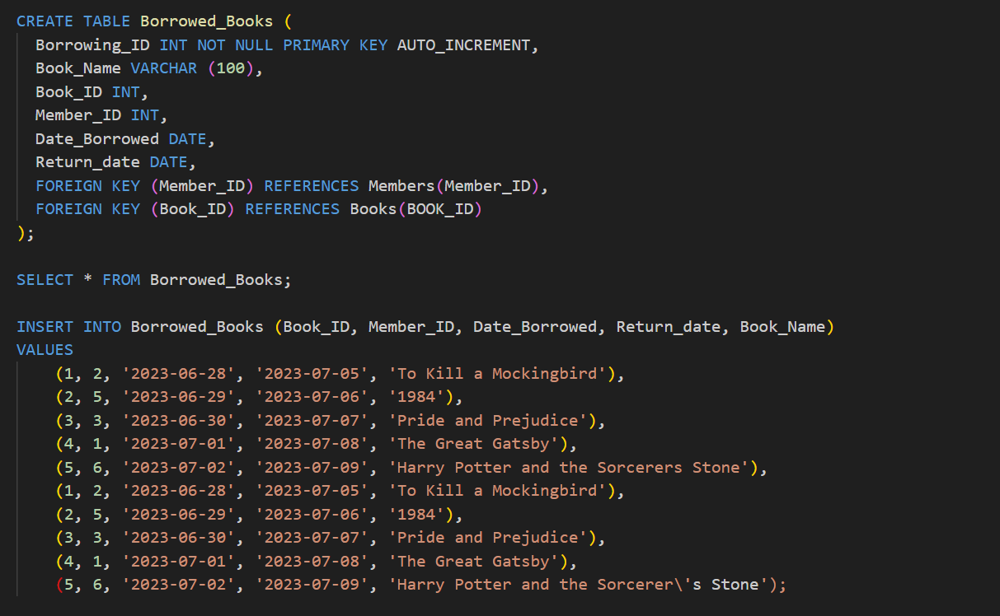 CREATE TABLE Borrowed_Books (
  Borrowing_ID INT NOT NULL PRIMARY KEY AUTO_INCREMENT,
  Book_Name VARCHAR (100),
  Book_ID INT,
  Member_ID INT,
  Date_Borrowed DATE,
  Return_date DATE,
  FOREIGN KEY (Member_ID) REFERENCES Members(Member_ID),
  FOREIGN KEY (Book_ID) REFERENCES Books(BOOK_ID)
);
SELECT * FROM Borrowed_Books;
INSERT INTO Borrowed_Books (Book_ID, Member_ID, Date_Borrowed, Return_date, Book_Name)
VALUES
    (1, 2, '2023-06-28', '2023-07-05', 'To Kill a Mockingbird'),
    (2, 5, '2023-06-29', '2023-07-06', '1984'),
    (3, 3, '2023-06-30', '2023-07-07', 'Pride and Prejudice'),
    (4, 1, '2023-07-01', '2023-07-08', 'The Great Gatsby'),
    (5, 6, '2023-07-02', '2023-07-09', 'Harry Potter and the Sorcerers Stone'),
    (1, 2, '2023-06-28', '2023-07-05', 'To Kill a Mockingbird'),
    (2, 5, '2023-06-29', '2023-07-06', '1984'),
    (3, 3, '2023-06-30', '2023-07-07', 'Pride and Prejudice'),
    (4, 1, '2023-07-01', '2023-07-08', 'The Great Gatsby'),
    (5, 6, '2023-07-02', '2023-07-09', 'Harry Potter and the Sorcerer\'s Stone');